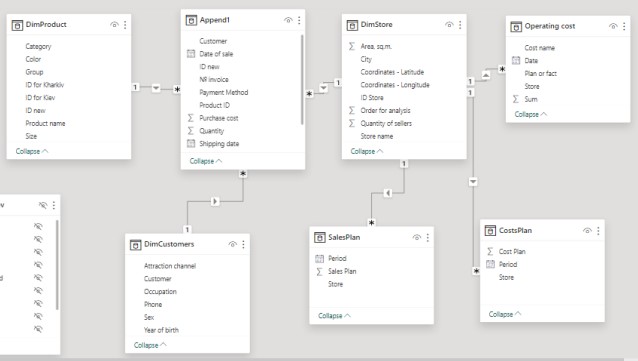 DimProduct
Category
Color
Group
ID for Kharkiv
ID for Kiev
ID new
Product name
Size
Collapse
Append1
Customer
Date of sale
ID new
NR invoice
Payment Method
Product ID
Purchase cost
Quantity
Shipping date
Collapse
DimStore
Area. sq.m.
City
Coordinates - Latitude
Coordinates - Longitude
ID Store
Order for analysis
Quantity of sellers
Store name
Collapse
Operating cost
Cost name
Date
Plan or fact
Store
Sum
Collapse
1
*
*
1
1
*
1
*
1
1
*
*
v
d
DimCustomers
Attraction channel
Customer
Occupation
Phone
Sex
Year of birth
Collapse
SalesPlan
Period
Sales Plan
Store
Collapse
CostsPlan
Cost Plan
Period
Store
Collapse